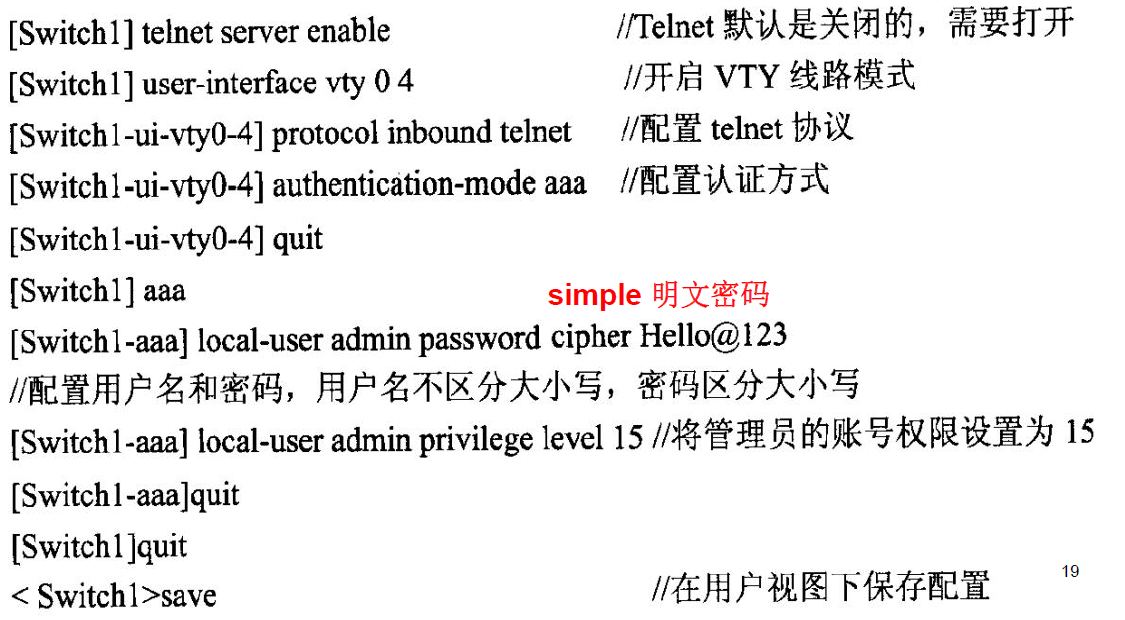 [Switch1] telnet server enable //Telnet 默认是关闭的，需要打开
[Switch1] user-interface vty 0 4 //开启 VTY 线路模式
[Switch1-ui-vty0-4] protocol inbound telnet //配置 telnet 协议
[Switch1-ui-vty0-4] authentication-mode aaa //配置认证方式
[Switch1-ui-vty0-4] quit
[Switch1] aaa
simple 明文密码
[Switch1-aaa] local-user admin password cipher Hello@123
//配置用户名和密码，用户名不区分大小写，密码区分大小写
[Switch1-aaa] local-user admin privilege level 15 //将管理员的账号权限设置为 15
[Switch1-aaa]quit
[Switch1]quit
< Switch1>save //在用户视图下保存配置
19